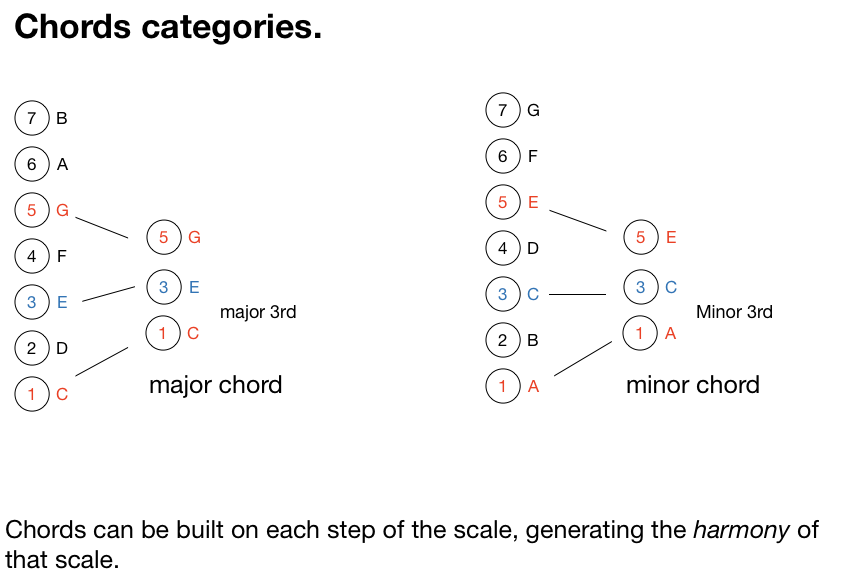 Chords categories.
7 B
6 A
5 G
4 F
3 E
2 D
1 C
5 G
3 E
1 C
major 3rd
major chord
7 G
6 F
5 E
4 D
3 C
2 B
1 A
5 E
3 C
1 A
Minor 3rd
minor chord
Chords can be built on each step of the scale, generating the harmony of
that scale.